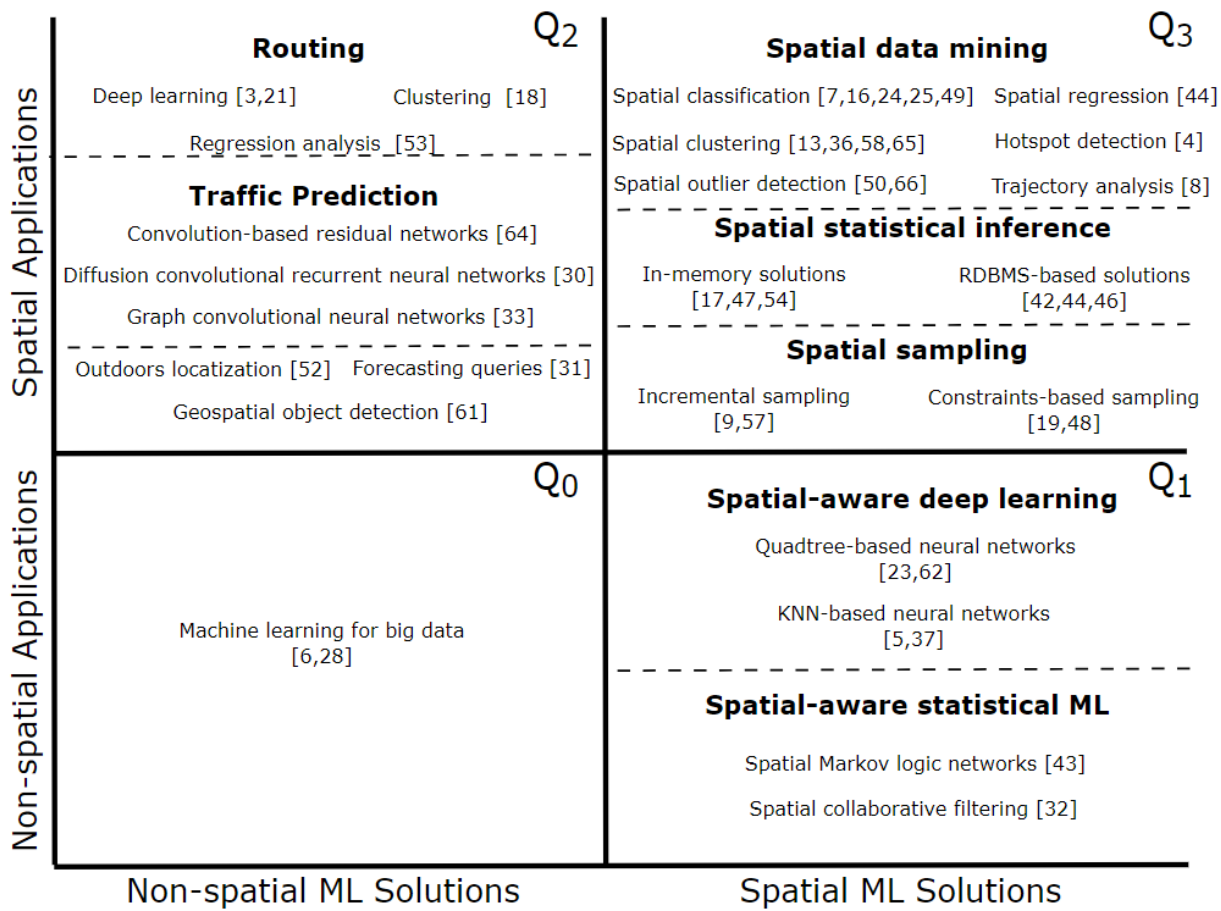 Spatial Applications
Q2
Routing
Deep learning [3,21]
Clustering [18]
Regression analysis [53]
Traffic Prediction
Convolution-based residual networks [64]
Diffusion convolutional recurrent neural networks [30]
Graph convolutional neural networks [33]
Outdoors locatization [52]
Forecasting queries [31]
Geospatial object detection [61]
Q3
Spatial data mining
Spatial classification [7,16,24,25,49]
Spatial regression [44]
Spatial clustering [13,36,58,65]
Hotspot detection [4]
Spatial outlier detection [50,66]
Trajectory analysis [8]
Spatial statistical inference
In-memory solutions
[17,47,54]
RDBMS-based solutions
[42,44,46]
Spatial sampling
Incremental sampling
[9,57]
Constraints-based sampling
[19,48]
Non-spatial Applications
Q0
Machine learning for big data
[6,28]
Q1
Spatial-aware deep learning
Quadtree-based neural networks
[23,62]
KNN-based neural networks
[5,37]
Spatial-aware statistical ML
Spatial Markov logic networks [43]
Spatial collaborative filtering [32]
Non-spatial ML Solutions
Spatial ML Solutions